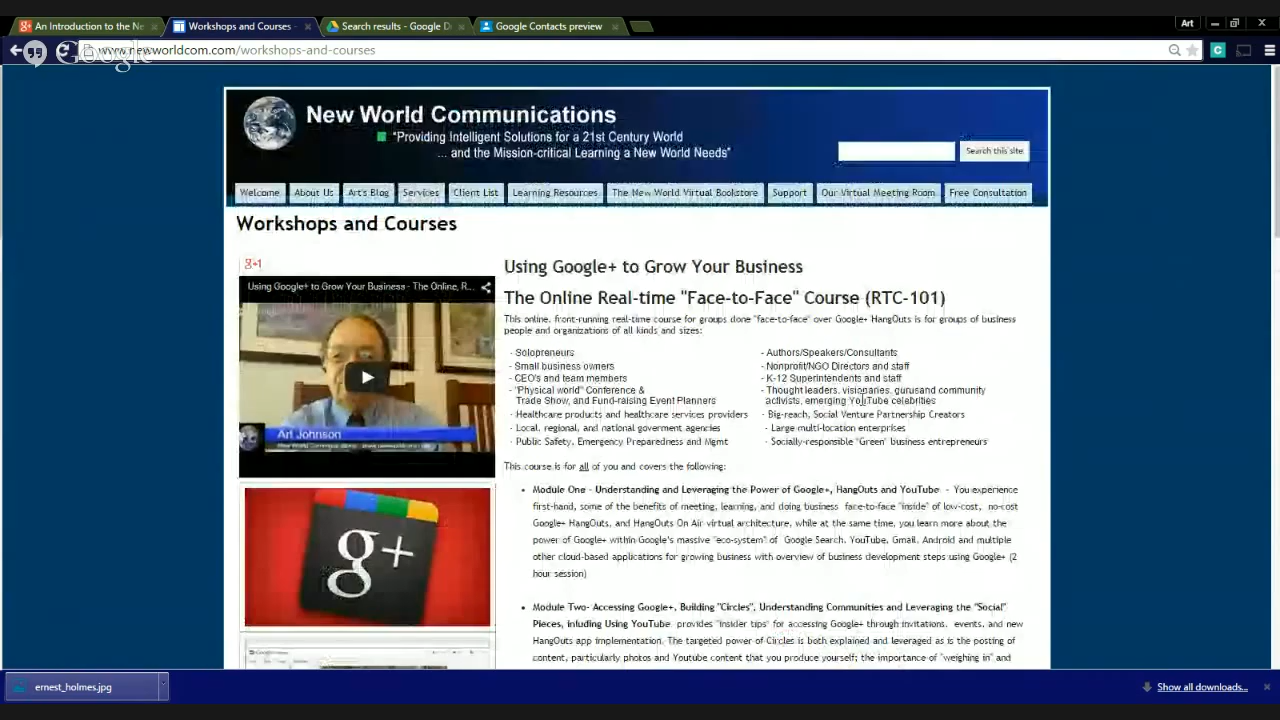 An Introduction to the Ne
Workshops and Courses -
Search results - Google D
Google Contacts preview
Art
www.newworldcom.com/workshops-and-courses
Google
New World Communications
"Providing Intelligent Solutions for a 21st Century World
... and the Mission-critical Learning a New World Needs"
Search this site
Welcome
About Us
Art's Blog
Services
Client List
Learning Resources
The New World Virtual Bookstore
Support
Our Virtual Meeting Room
Free Consultation
Workshops and Courses
g+1
Using Google+ to Grow Your Business - The Online, R...
Art Johnson
g+
Using Google+ to Grow Your Business
The Online Real-time "Face-to-Face" Course (RTC-101)
This online, front-running real-time course for groups done "face-to-face" over Google+ HangOuts is for groups of business
people and organizations of all kinds and sizes:
- Solopreneurs
- Small business owners
- CEO's and team members
- "Physical world" Conference &
Trade Show, and Fund-raising Event Planners
- Healthcare products and healthcare services providers
- Local, regional, and national goverment agencies
- Public Safety, Emergency Preparedness and Mgmt
- Authors/Speakers/Consultants
- Nonprofit/NGO Directors and staff
- K-12 Superintendents and staff
- Thought leaders, visionaries, gurusand community
activists, emerging YouTube celebrities
- Big-reach, Social Venture Partnership Creators
- Large multi-location enterprises
- Socially-responsible "Green" business entrepreneurs
This course is for all of you and covers the following:
• Module One - Understanding and Leveraging the Power of Google+, HangOuts and YouTube - You experience
first-hand, some of the benefits of meeting, learning, and doing business face-to-face "inside" of low-cost, no-cost
Google+ HangOuts, and HangOuts On Air virtual architecture, while at the same time, you learn more about the
power of Google+ within Google's massive "eco-system" of Google Search, YouTube, Gmail, Android and multiple
other cloud-based applications for growing business with overview of business development steps using Google+ (2
hour session)
• Module Two- Accessing Google+, Building "Circles", Understanding Communities and Leveraging the "Social"
Pieces, inluding Using YouTube provides "insider tips" for accessing Google+ through invitations, events, and new
HangOuts app implementation. The targeted power of Circles is both explained and leveraged as is the posting of
content, particularly photos and Youtube content that you produce yourself; the importance of "weighing in" and
ernest_holmes.jpg
Show all downloads...